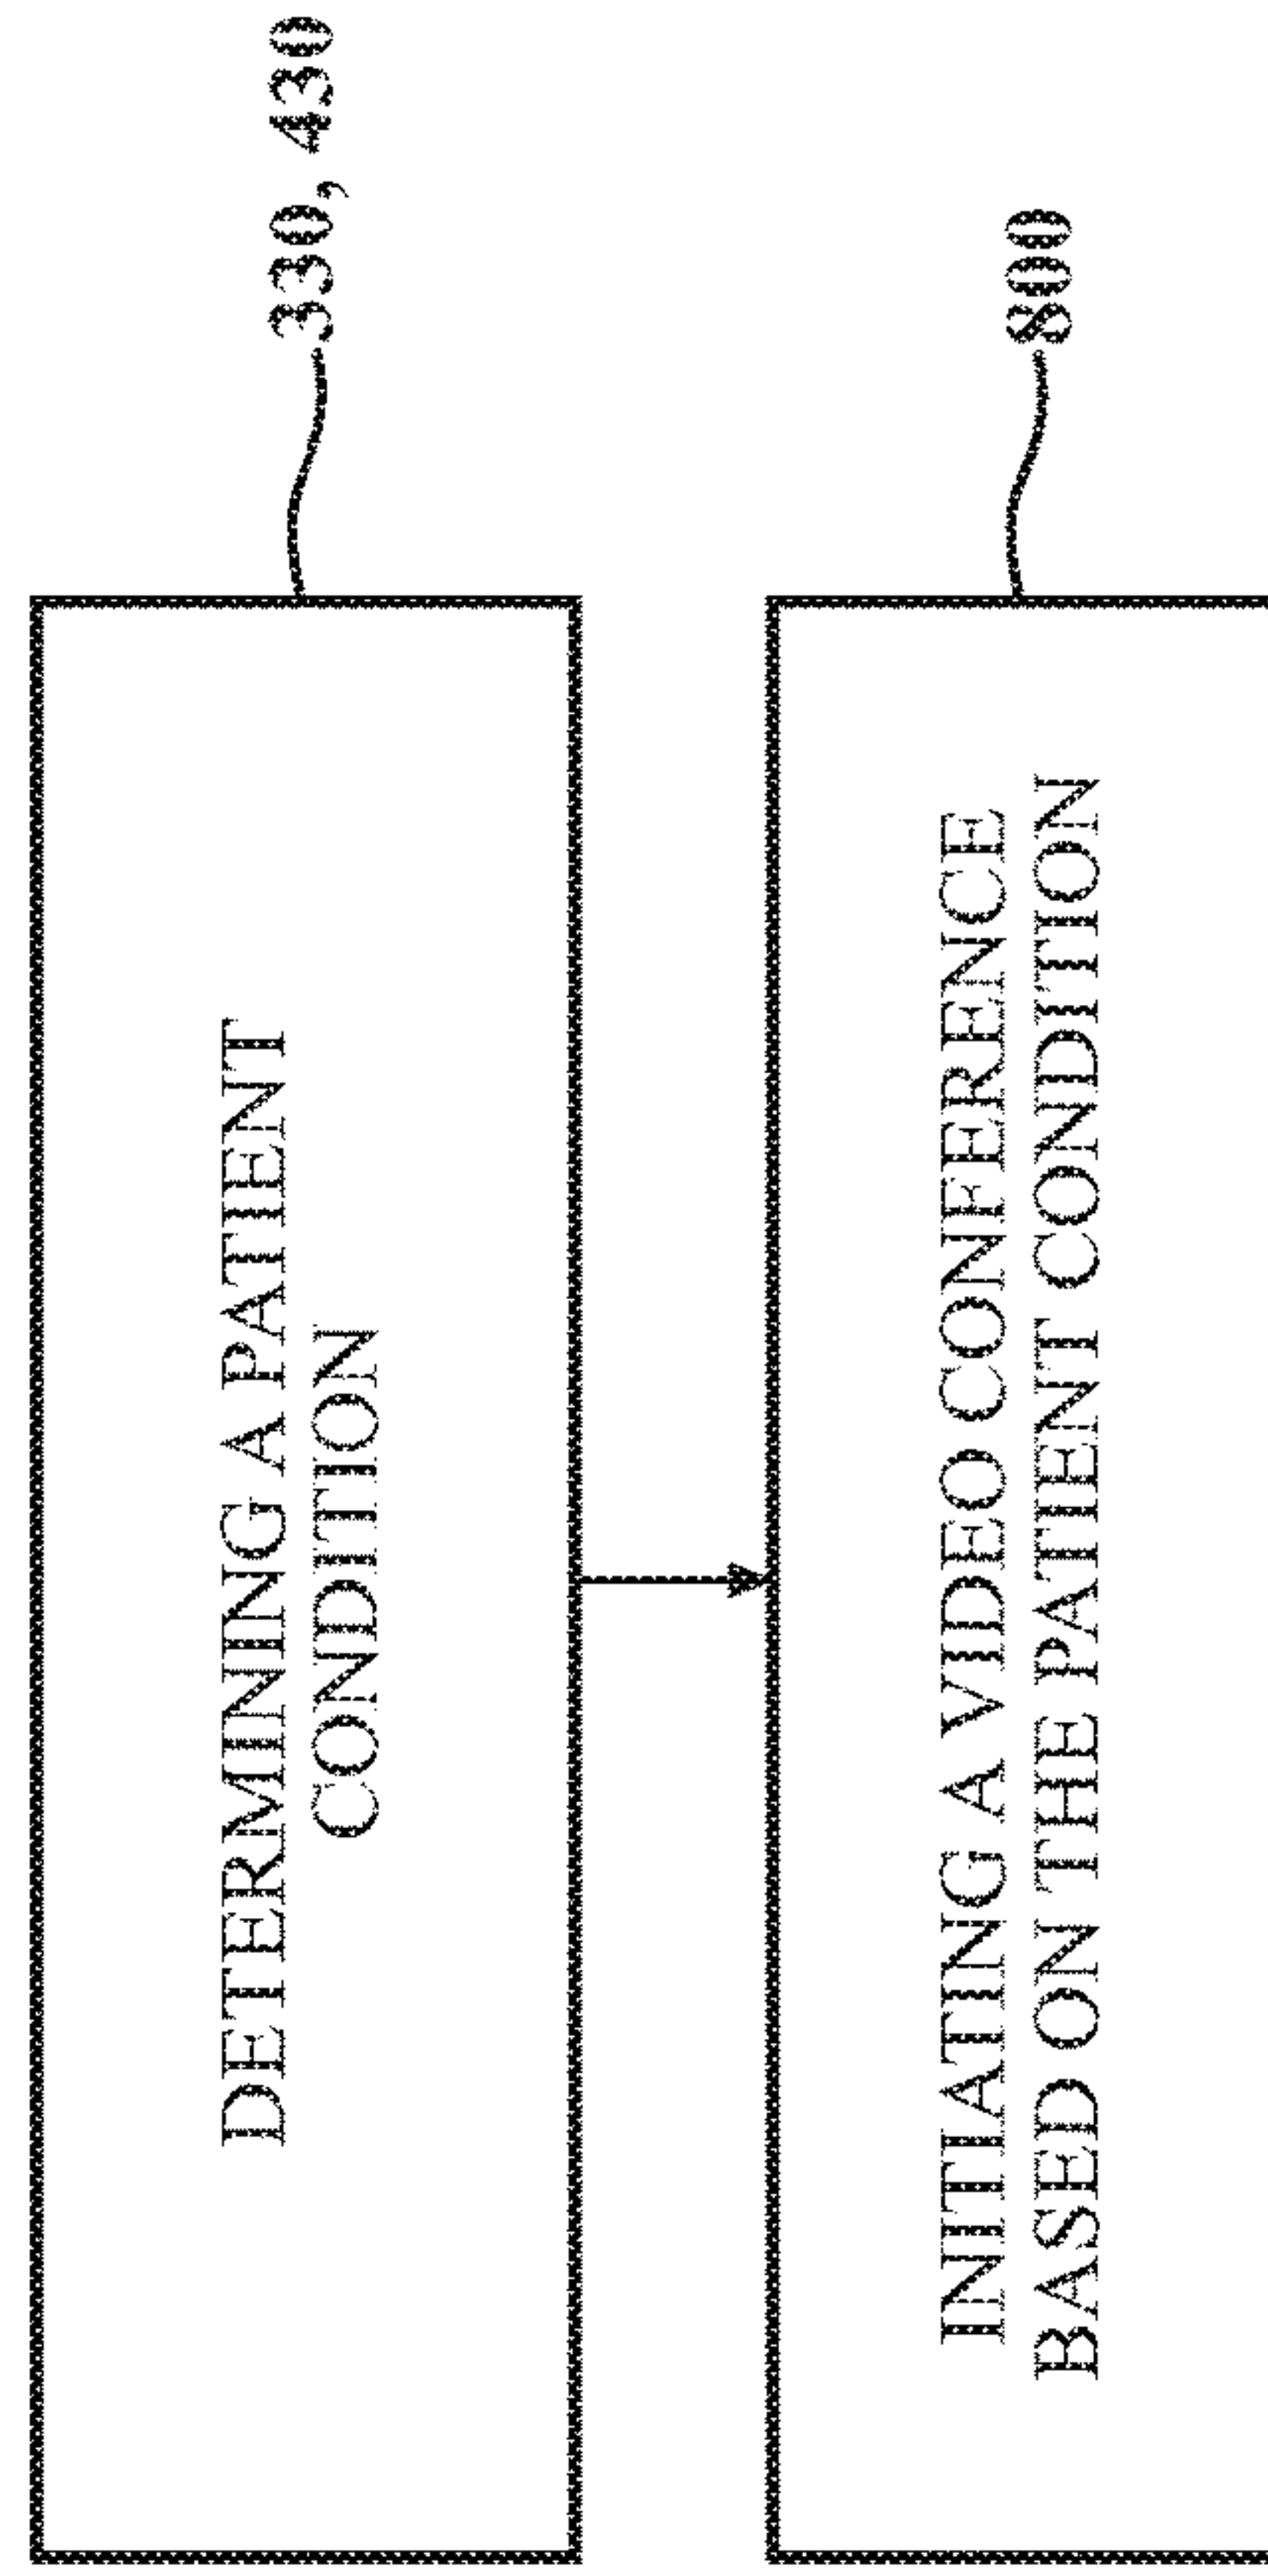 DETERMINING A PATIENT
CONDITION
330, 430
INITIATING A VIDEO CONFERENCE
BASED ON THE PATIENT CONDITION
800